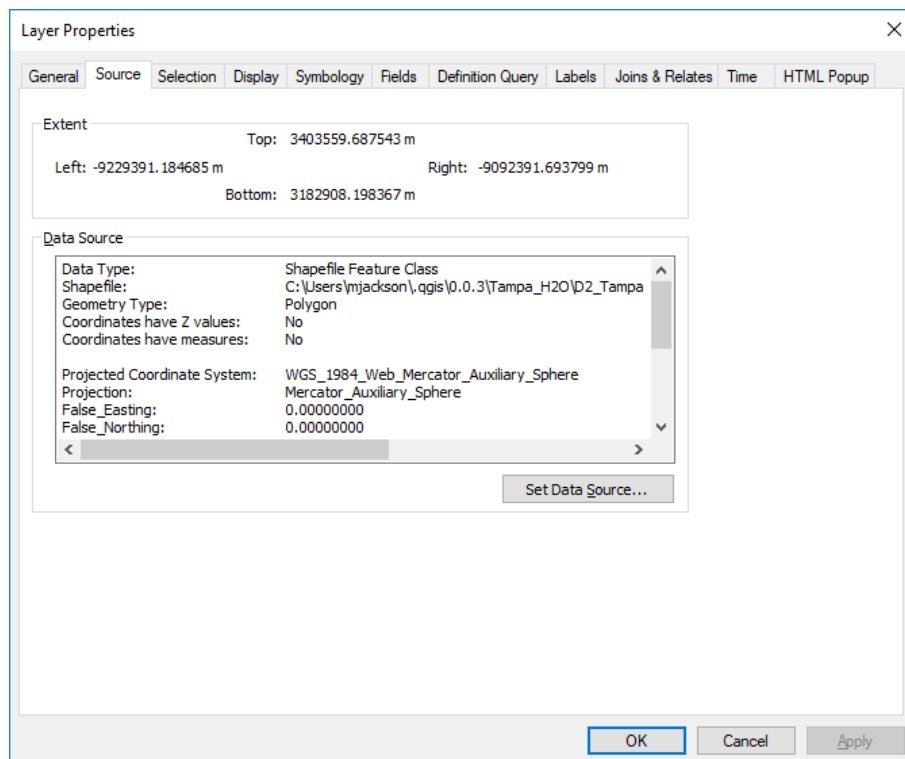 Layer Properties
General Source Selection Display Symbology Fields Definition Query Labels Joins & Relates Time HTML Popup
Extent
Top: 3403559.687543 m
Left: -9229391.184685 m Right: -9092391.693799 m
Bottom: 3182908.198367 m
Data Source
Data Type: Shapefile Feature Class
Shapefile: C:\Users\mjackson\.qgis\0.0.3\Tampa_H2O\D2_Tampa
Geometry Type: Polygon
Coordinates have Z values: No
Coordinates have measures: No
Projected Coordinate System: WGS_1984_Web_Mercator_Auxiliary_Sphere
Projection: Mercator_Auxiliary_Sphere
False_Easting: 0.00000000
False_Northing: 0.00000000
Set Data Source...
OK Cancel Apply